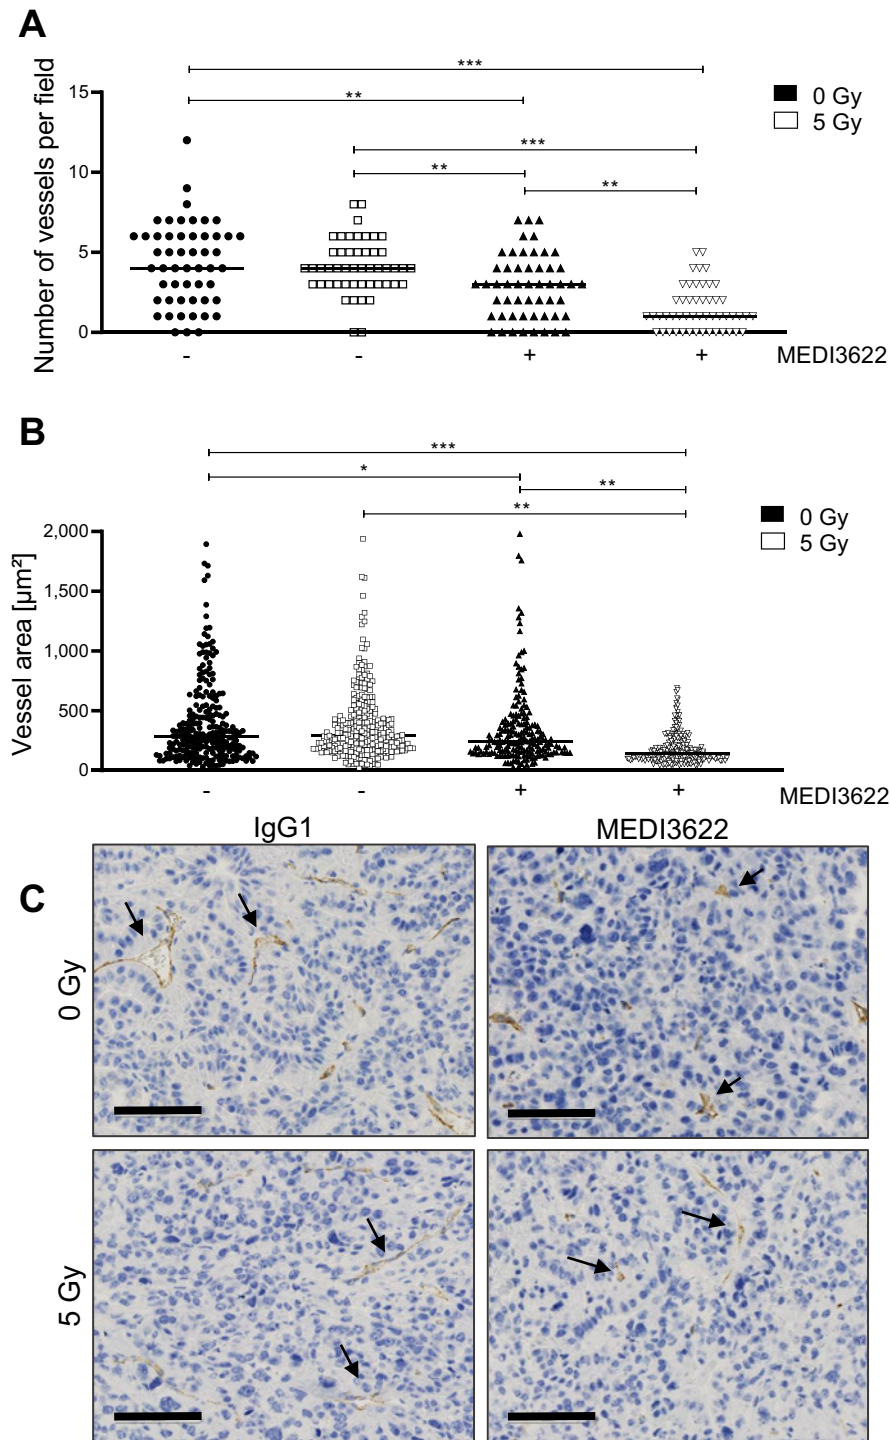 A
Number of vessels per field
15
10
5
0
***
**
***
**
**
0 Gy
5 Gy
- - + + MEDI3622
B
Vessel area [µm²]
2,000
1,500
1,000
500
0
***
*
**
**
0 Gy
5 Gy
- - + +
MEDI3622
IgG1 MEDI3622
C
0 Gy
5 Gy